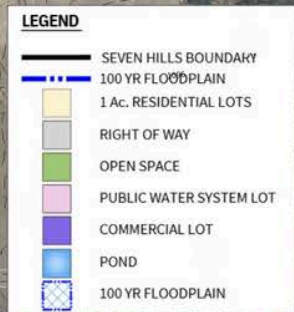 LEGEND
SEVEN HILLS BOUNDARY
100 YR FLOODPLAIN
1 Ac. RESIDENTIAL LOTS
RIGHT OF WAY
OPEN SPACE
PUBLIC WATER SYSTEM LOT
COMMERCIAL LOT
POND
100 YR FLOODPLAIN